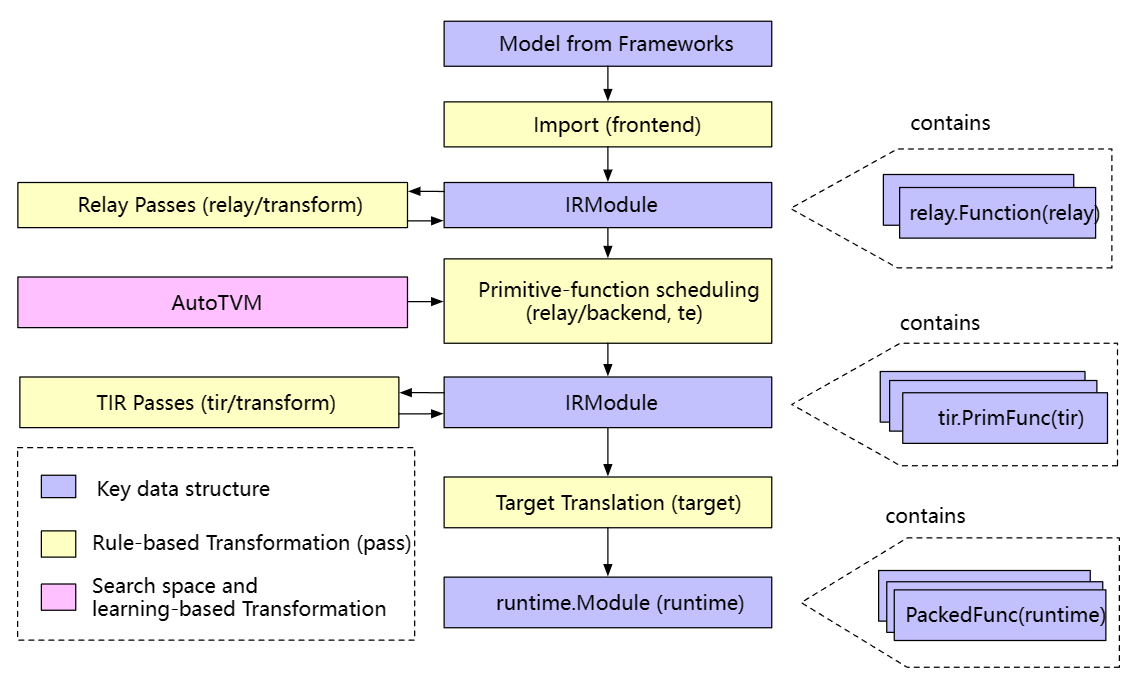 Model from Frameworks
Import (frontend)
contains
Relay Passes (relay/transform)
IRModule
relay.Function(relay)
AutoTVM
Primitive-function scheduling
(relay/backend, te)
contains
TIR Passes (tir/transform)
IRModule
tir.PrimFunc(tir)
Key data structure
Rule-based Transformation (pass)
Search space and
learning-based Transformation
Target Translation (target)
contains
runtime.Module (runtime)
PackedFunc(runtime)